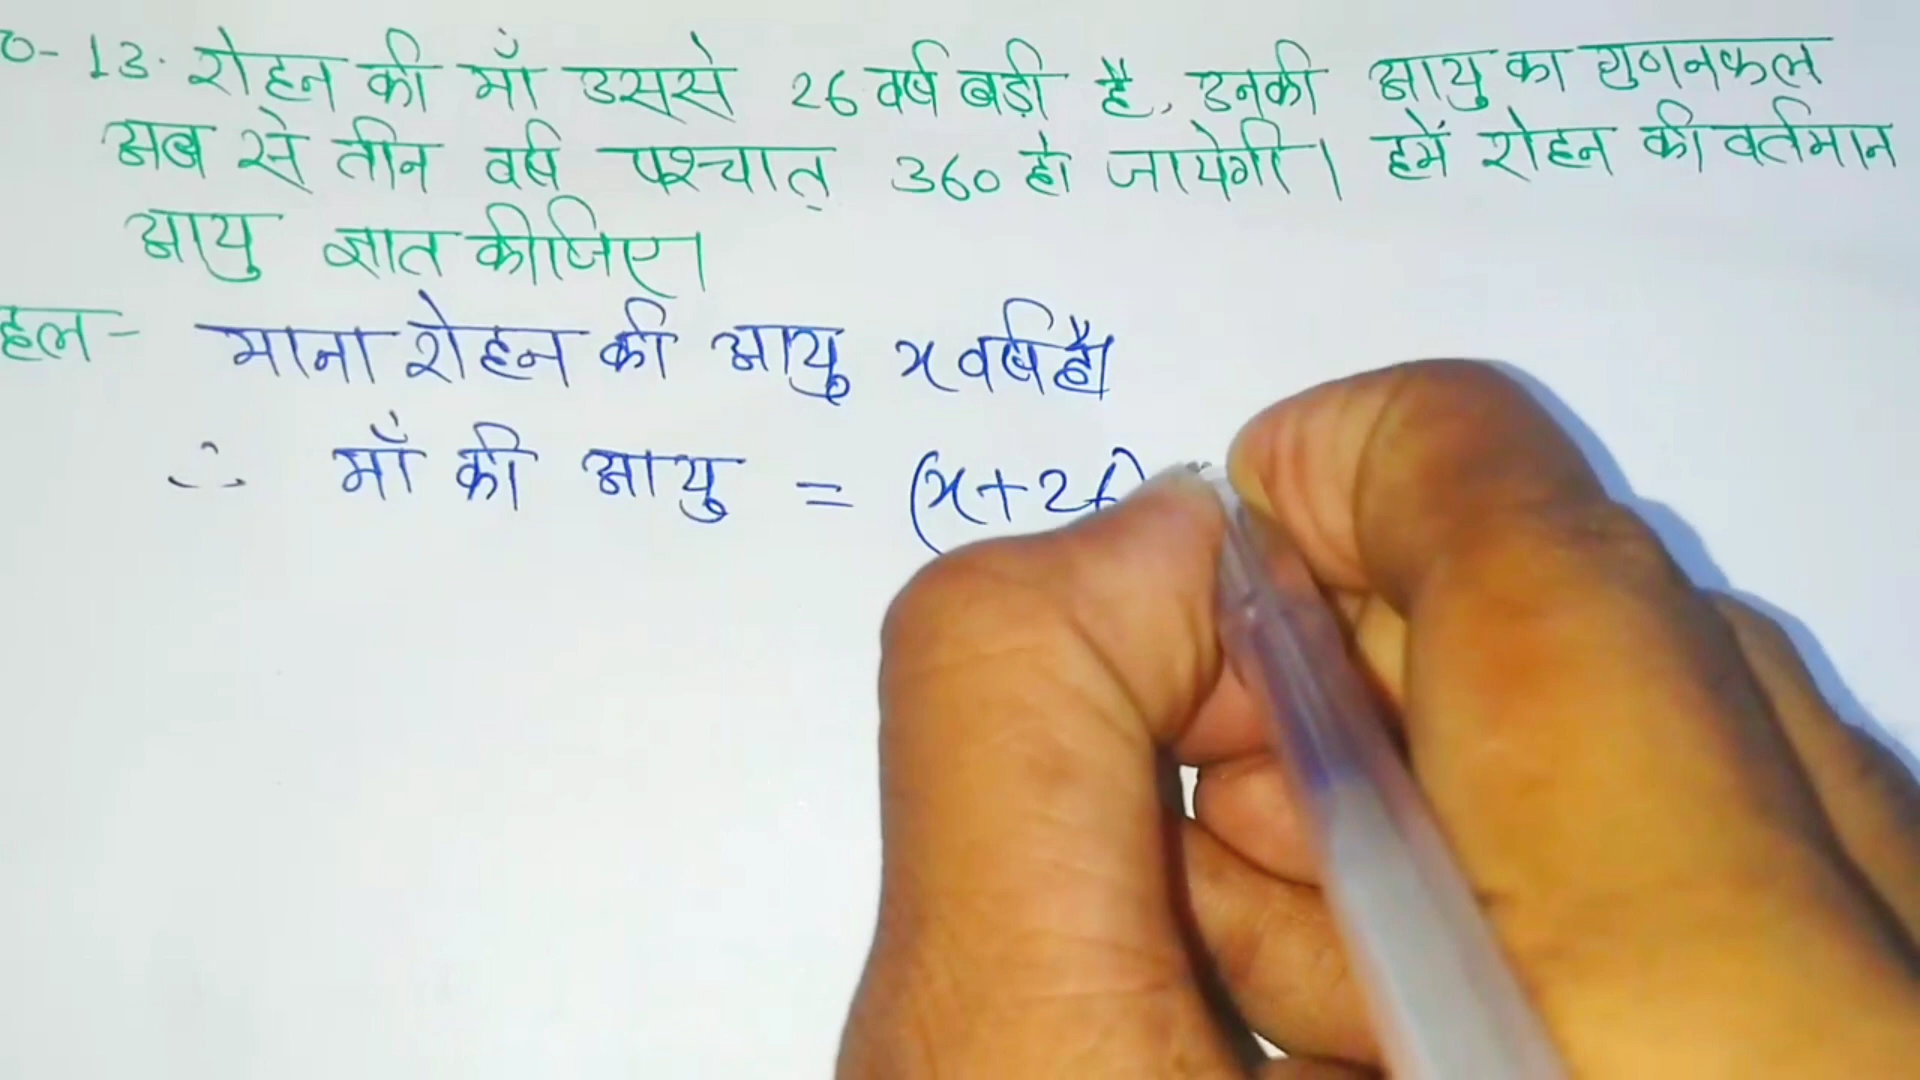 0-13. रोहन की माँ उससे 26 वर्ष बड़ी है, उनकी आयु का गुणनफल
अब से तीन वर्ष पश्चात् 360 हो जायेगी। हमें रोहन की वर्तमान
आयु ज्ञात कीजिए।
हल- माना रोहन की आयु x वर्ष है।
∴ माँ की आयु = (x+26)